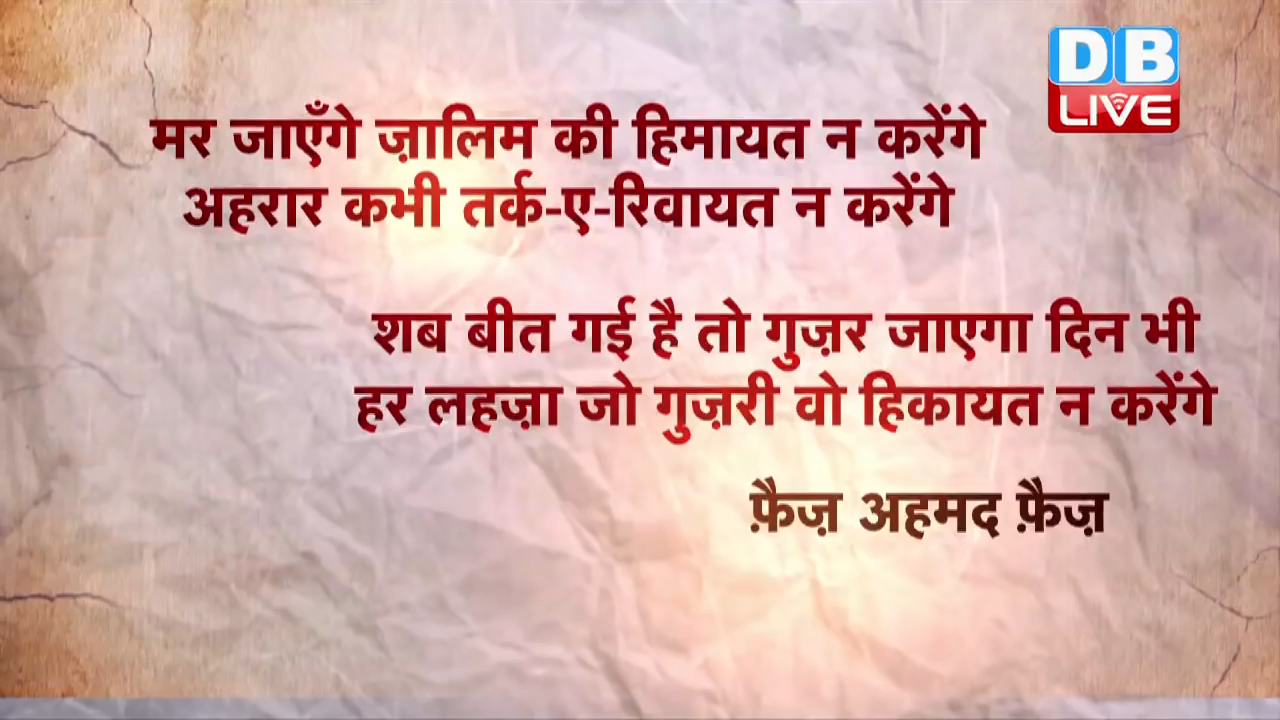 DB
LIVE
मर जाएँगे ज़ालिम की हिमायत न करेंगे
अहरार कभी तर्क-ए-रिवायत न करेंगे
शब बीत गई है तो गुज़र जाएगा दिन भी
हर लहज़ा जो गुज़री वो हिकायत न करेंगे
फ़ैज़ अहमद फ़ैज़